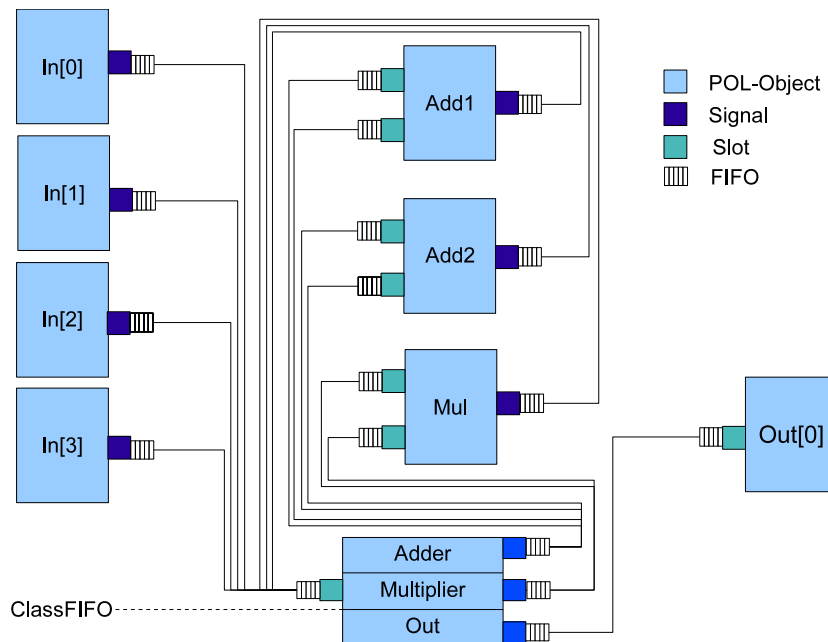 In[0]
In[1]
In[2]
In[3]
Add1
Add2
Mul
POL-Object
Signal
Slot
FIFO
Out[0]
Adder
Multiplier
Out
ClassFIFO